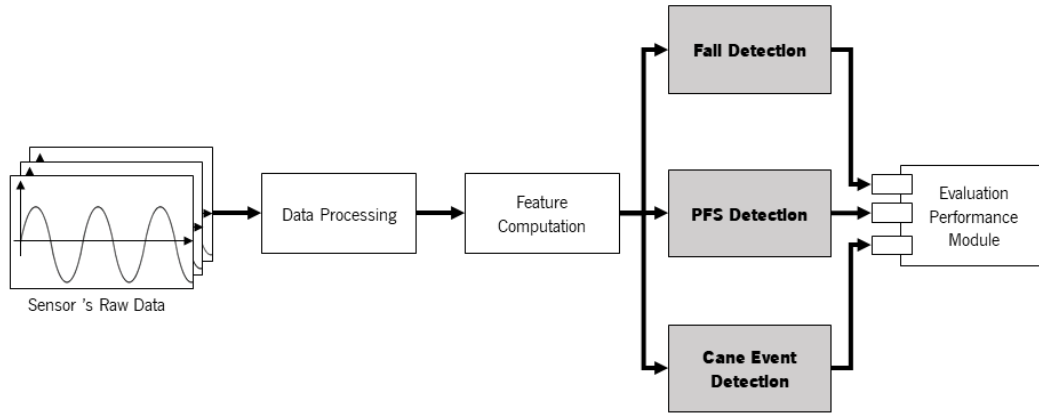 Fall Detection
Sensor 's Raw Data
Data Processing
Feature
Computation
PFS Detection
Cane Event
Detection
Evaluation
Performance
Module